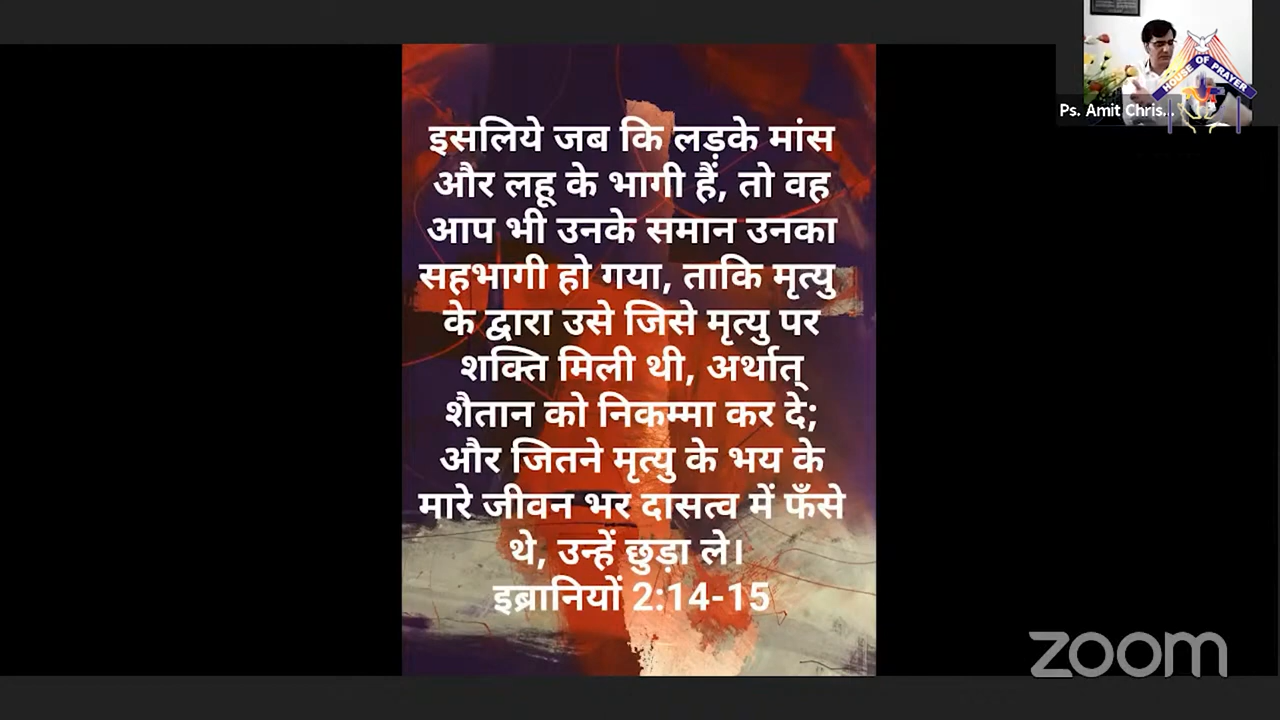 इसलिये जब कि लड़के मांस
और लहू के भागी हैं, तो वह
आप भी उनके समान उनका
सहभागी हो गया, ताकि मृत्यु
के द्वारा उसे जिसे मृत्यु पर
शक्ति मिली थी, अर्थात्
शैतान को निकम्मा कर दे;
और जितने मृत्यु के भय के
मारे जीवन भर दासत्व में फँसे
थे, उन्हें छुड़ा ले।
इब्रानियों 2:14-15
HOUSE OF PRAYER
Ps. Amit Chris...
zoom